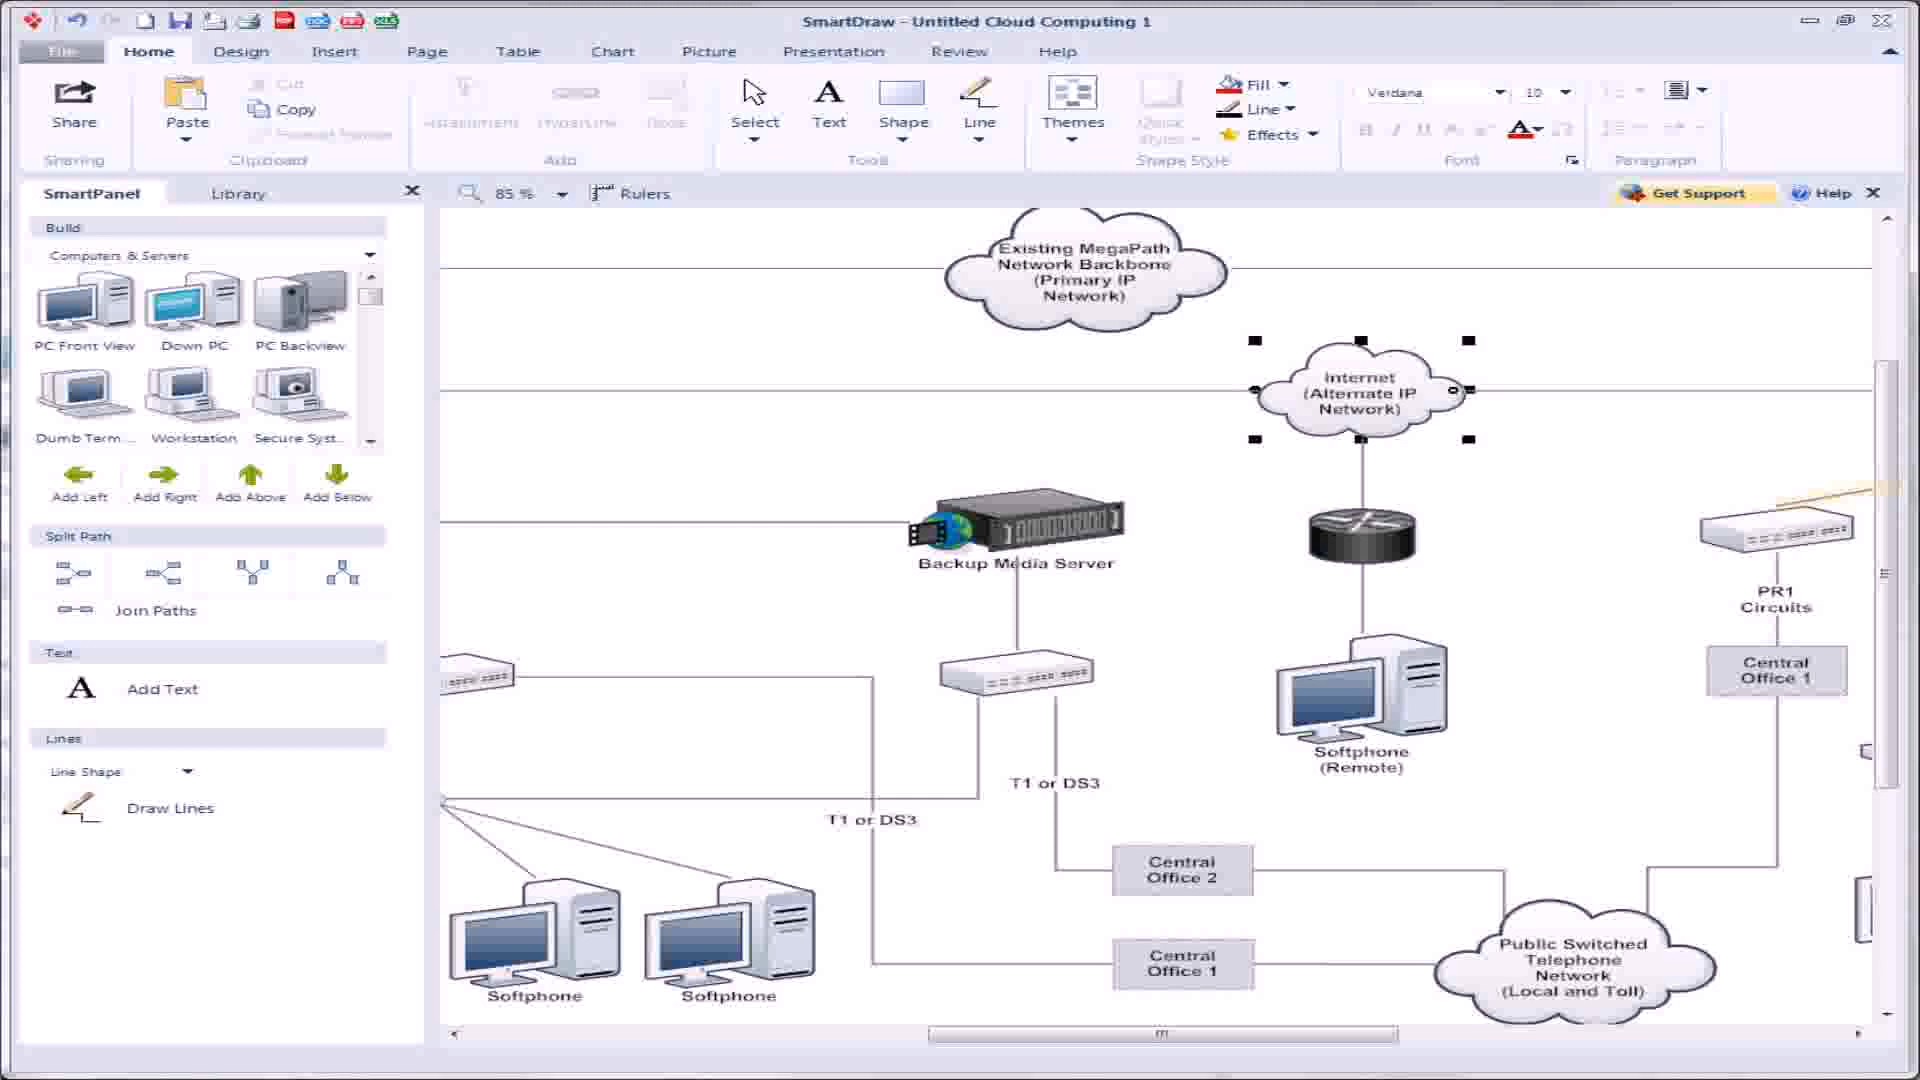 SmartDraw - Untitled Cloud Computing 1
File
Home
Design
Insert
Page
Table
Chart
Picture
Presentation
Review
Help
Share
Sharing
Paste
Cut
Copy
Format Painter
Clipboard
Hyperlink
Add
Select
Text
Shape
Line
Tools
Themes
Quick
Styles
Fill
Line
Effects
Shape Style
Verdana
10
Font
Paragraph
SmartPanel
Library
85 %
Rulers
Get Support
Help
Build
Computers & Servers
PC Front View
Down PC
PC Backview
Dumb Term...
Workstation
Secure Syst...
Add Left
Add Right
Add Above
Add Below
Split Path
Join Paths
Text
A
Add Text
Lines
Line Shape
Draw Lines
Existing MegaPath
Network Backbone
(Primary IP
Network)
Internet
(Alternate IP
Network)
Backup Media Server
PR1
Circuits
Central
Office 1
Softphone
(Remote)
T1 or DS3
T1 or DS3
Central
Office 2
Central
Office 1
Public Switched
Telephone
Network
(Local and Toll)
Softphone
Softphone